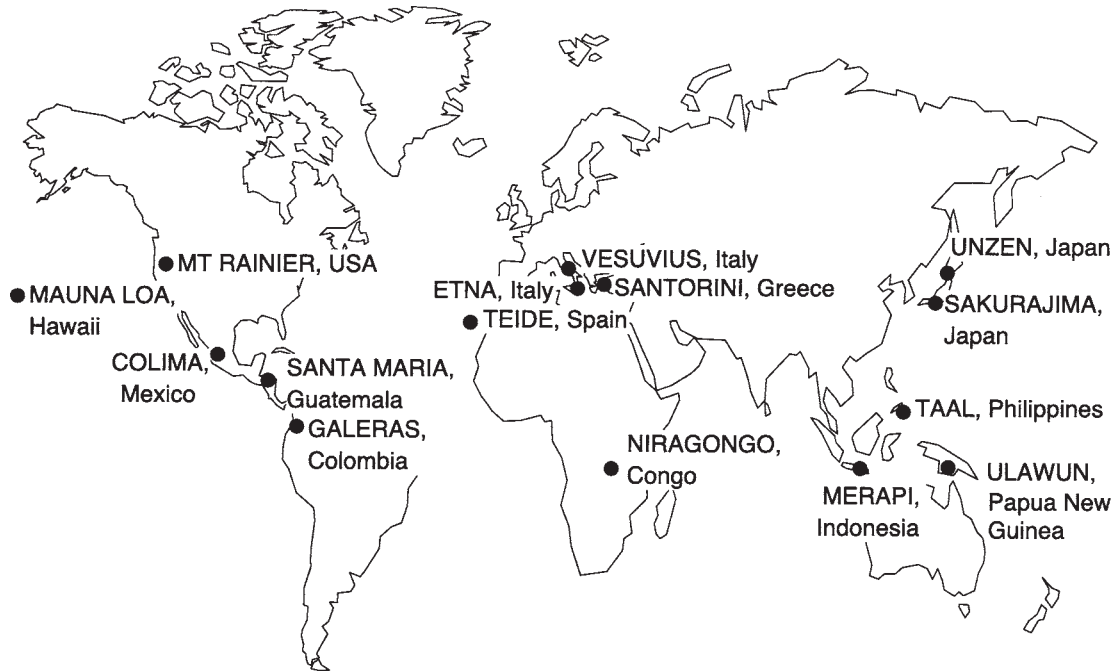 MT RAINIER, USA
MAUNA LOA,
Hawaii
COLIMA,
Mexico
SANTA MARIA,
Guatemala
GALERAS,
Colombia
VESUVIUS, Italy
ETNA, Italy
SANTORINI, Greece
TEIDE, Spain
NIRAGONGO,
Congo
UNZEN, Japan
SAKURAJIMA,
Japan
TAAL, Philippines
MERAPI,
Indonesia
ULAWUN,
Papua New
Guinea